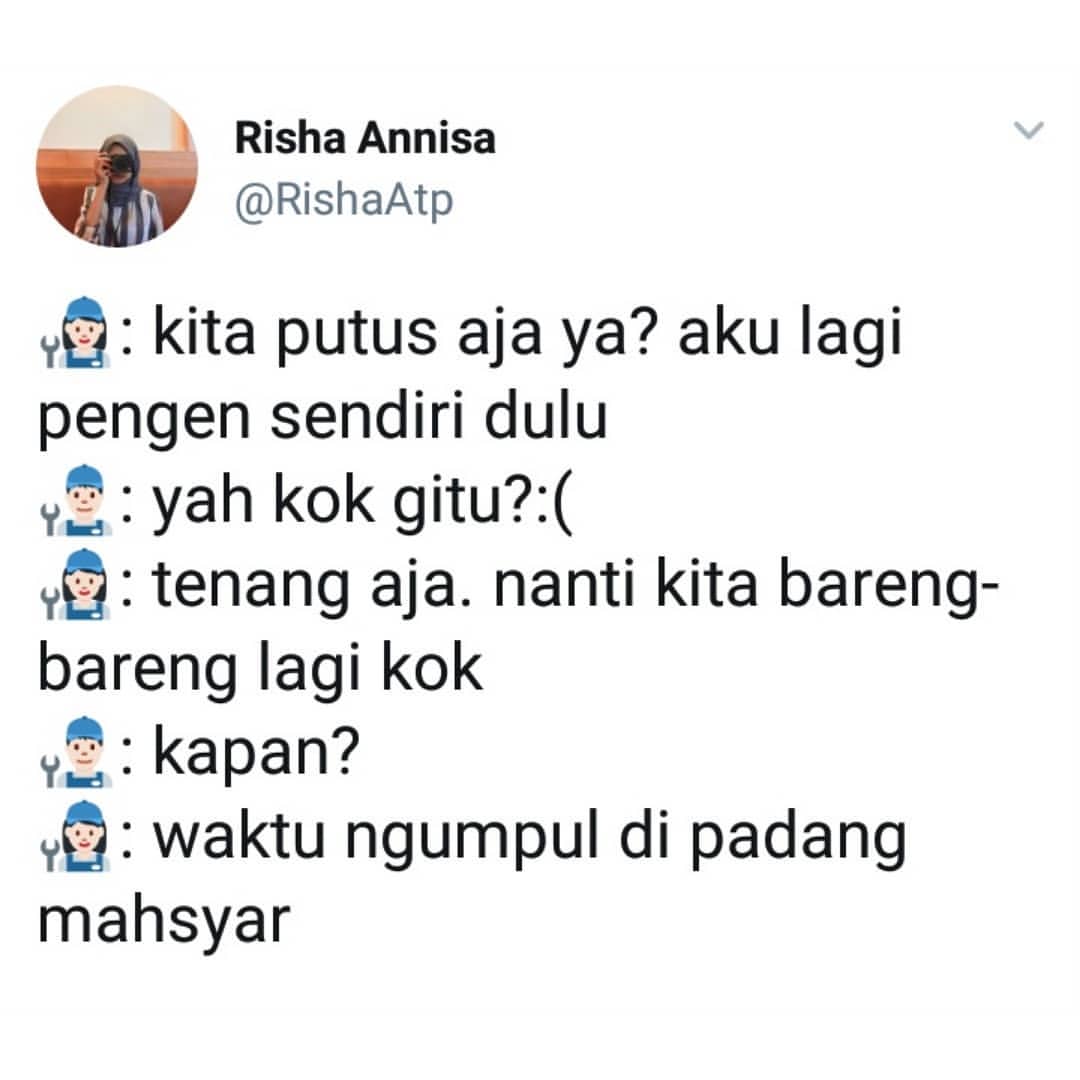 Risha Annisa
@RishaAtp
👩🏻‍🔧: kita putus aja ya? aku lagi
pengen sendiri dulu
👨🏻‍🔧: yah kok gitu?:(
👩🏻‍🔧: tenang aja. nanti kita bareng-
bareng lagi kok
👨🏻‍🔧: kapan?
👩🏻‍🔧: waktu ngumpul di padang
mahsyar